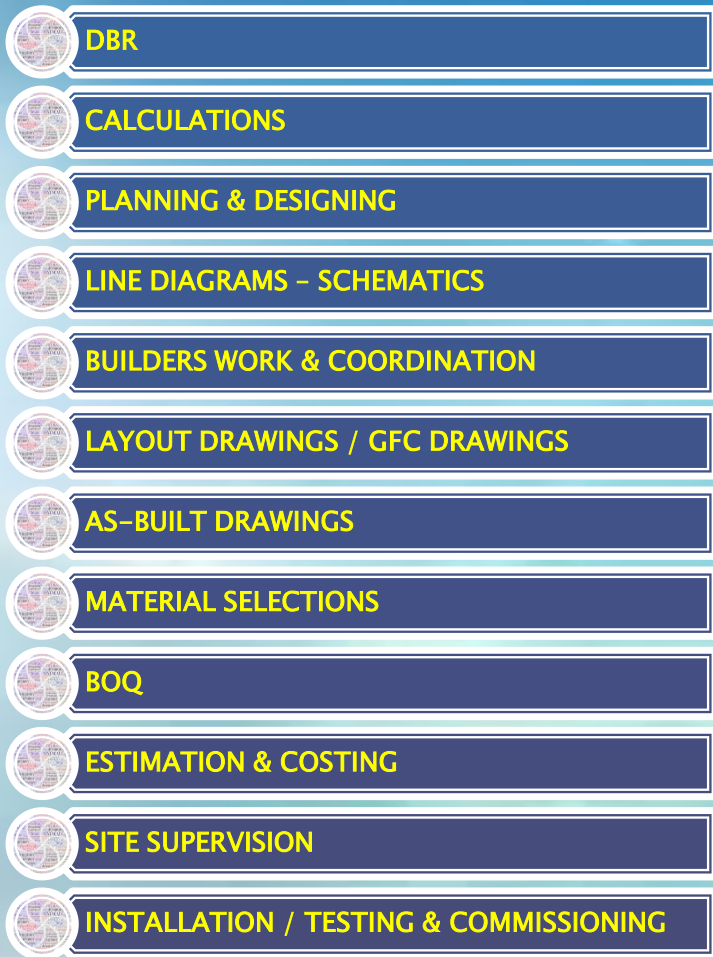 DBR
CALCULATIONS
PLANNING & DESIGNING
LINE DIAGRAMS – SCHEMATICS
BUILDERS WORK & COORDINATION
LAYOUT DRAWINGS / GFC DRAWINGS
AS-BUILT DRAWINGS
MATERIAL SELECTIONS
BOQ
ESTIMATION & COSTING
SITE SUPERVISION
INSTALLATION / TESTING & COMMISSIONING